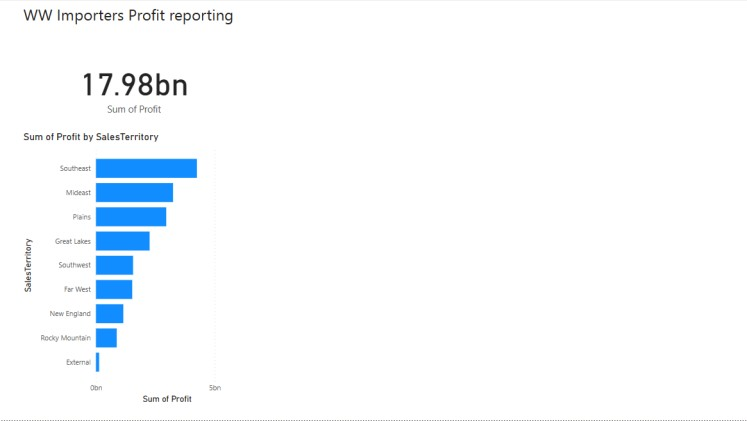 WW Importers Profit reporting
17.98bn
Sum of Profit
Sum of Profit by SalesTerritory
SalesTerritory
Southeast
Mideast
Plains
Great Lakes
Southwest
Far West
New England
Rocky Mountain
External
0bn 5bn
Sum of Profit